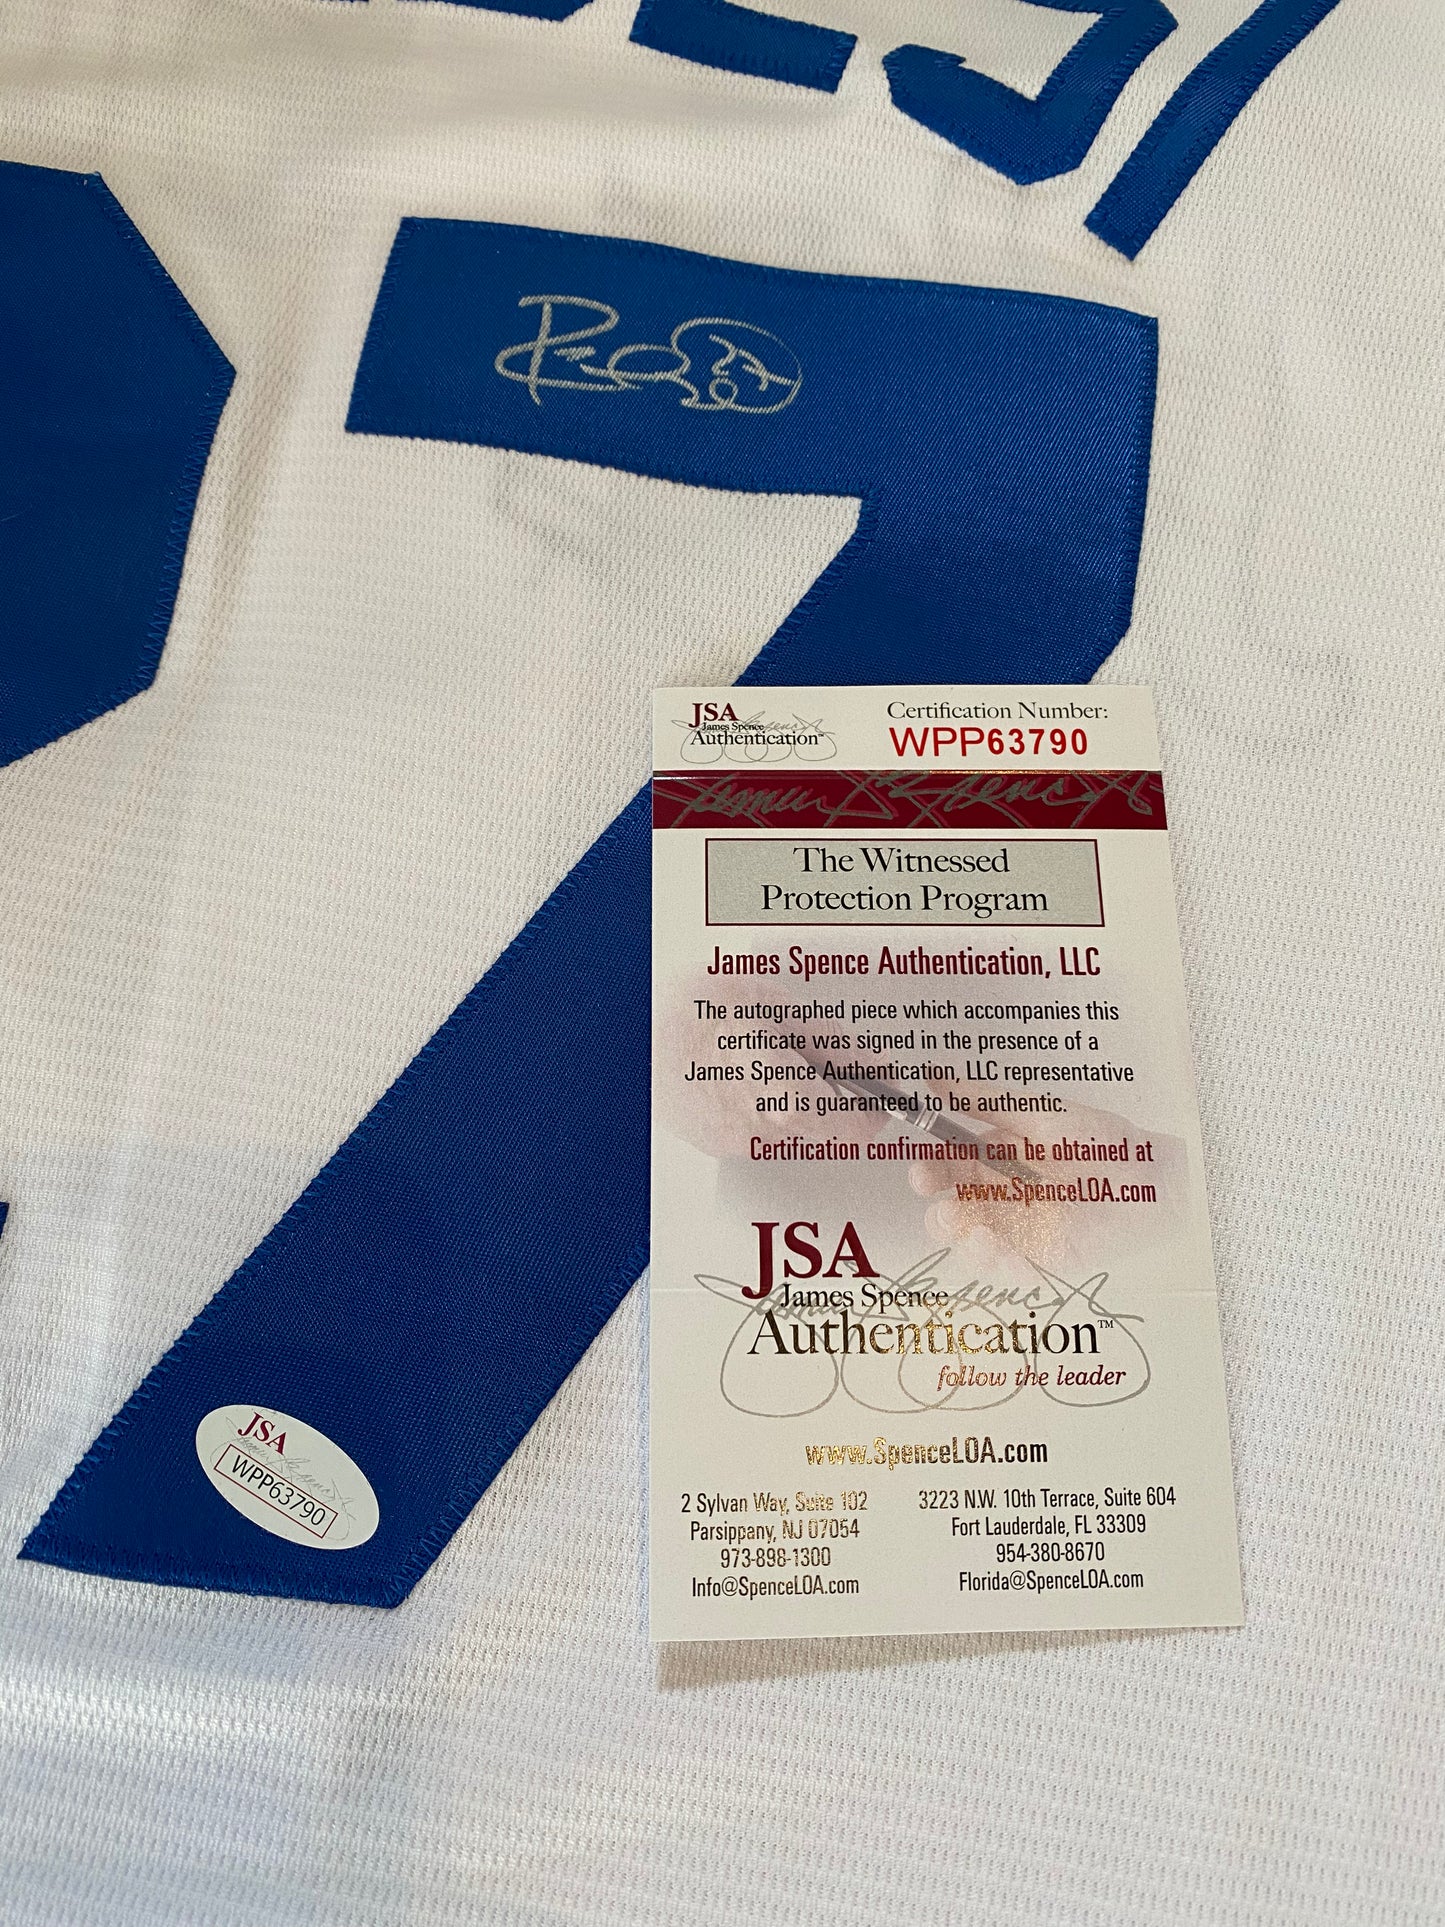 7
JSA
James Spence
Authentication™
Certification Number:
WPP63790
The Witnessed
Protection Program
James Spence Authentication, LLC
The autographed piece which accompanies this
certificate was signed in the presence of a
James Spence Authentication, LLC representative
and is guaranteed to be authentic.
Certification confirmation can be obtained at
www.SpenceLOA.com
JSA
James Spence
Authentication™
follow the leader
www.SpenceLOA.com
2 Sylvan Way, Suite 102
Parsippany, NJ 07054
973-898-1300
Info@SpenceLOA.com
3223 N.W. 10th Terrace, Suite 604
Fort Lauderdale, FL 33309
954-380-8670
Florida@SpenceLOA.com
JSA
WPP63790